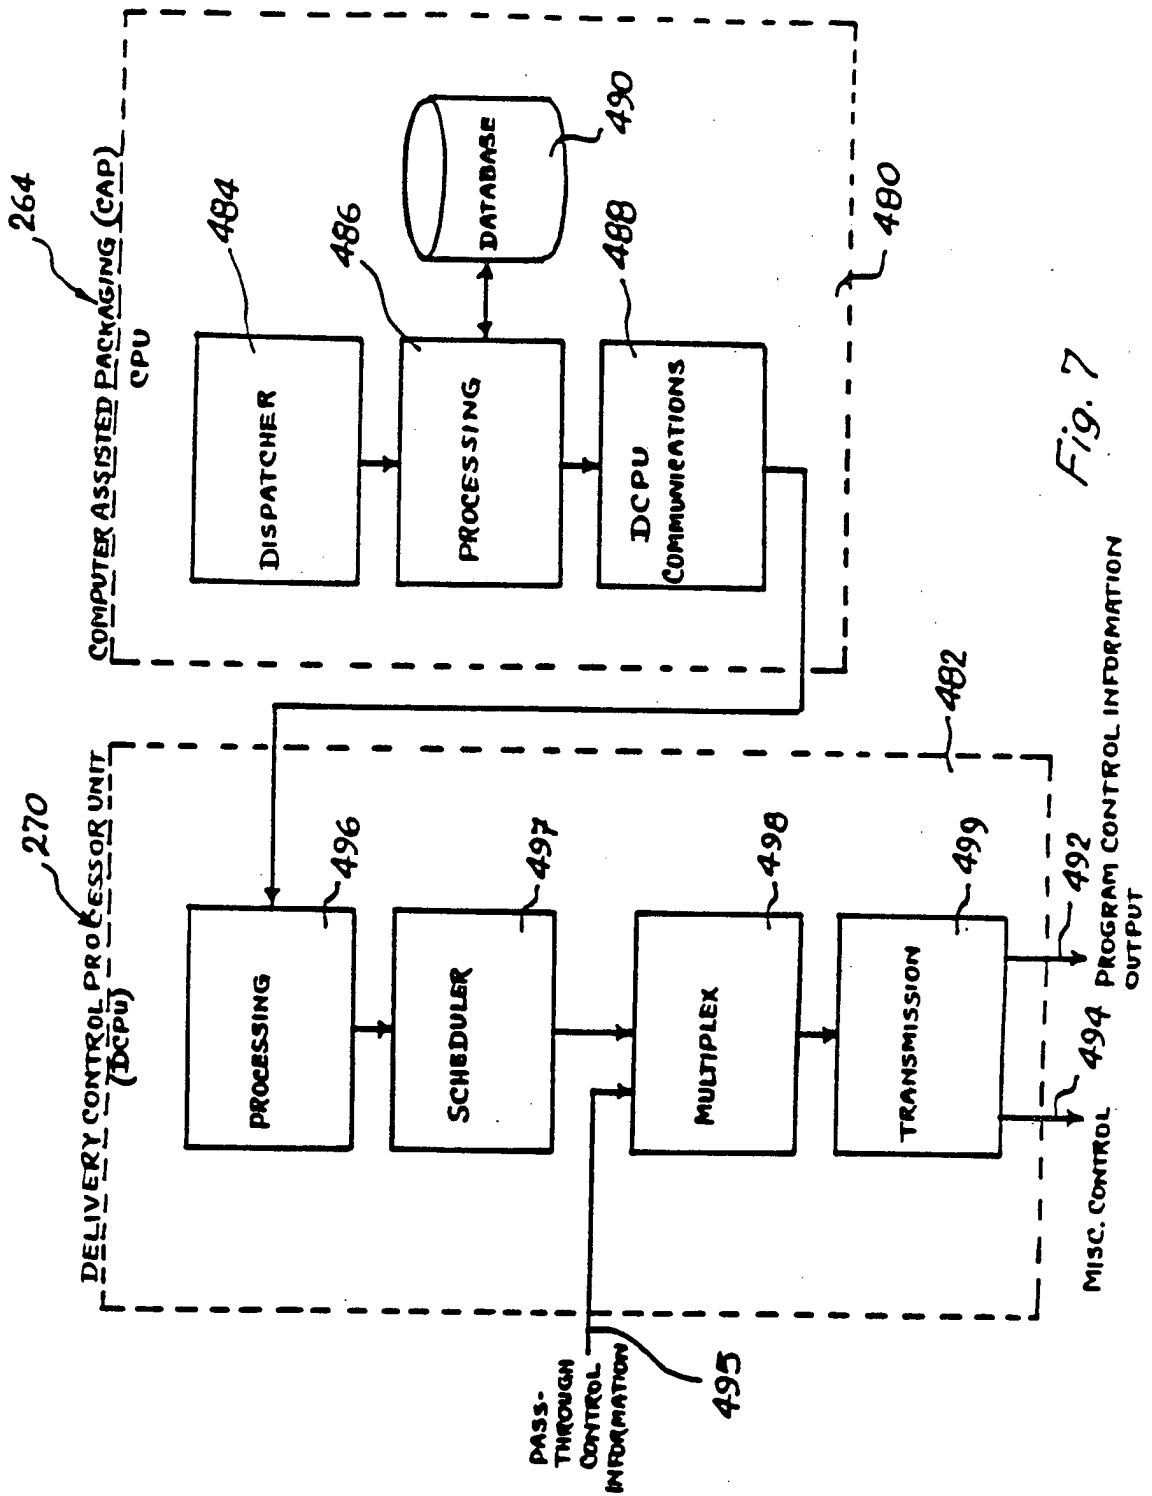 270
DELIVERY CONTROL PROCESSOR UNIT
(DCPU)
PROCESSING
496
SCHEDULER
497
PASS-
THROUGH
CONTROL
INFORMATION
495
MULTIPLEX
498
TRANSMISSION
499
482
MISC. CONTROL
494
492
PROGRAM CONTROL INFORMATION
OUTPUT
264
COMPUTER ASSISTED PACKAGING (CAP)
CPU
DISPATCHER
484
PROCESSING
486
DATABASE
490
DCPU
COMMUNICATIONS
488
480
Fig. 7